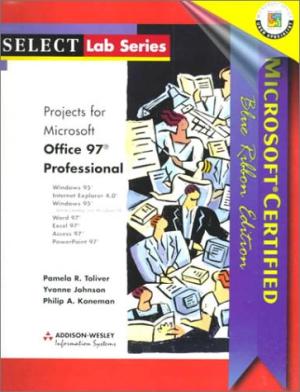 SELECT Lab Series
Projects for
Microsoft
Office 97®
Professional
Windows 95®
Internet Explorer 4.0®
Windows 95®
Word 97®
Excel 97®
Access 97®
PowerPoint 97®
Pamela R. Toliver
Yvonne Johnson
Philip A. Koneman
ADDISON-WESLEY
Information Systems
MICROSOFT® CERTIFIED
Blue Ribbon Edition